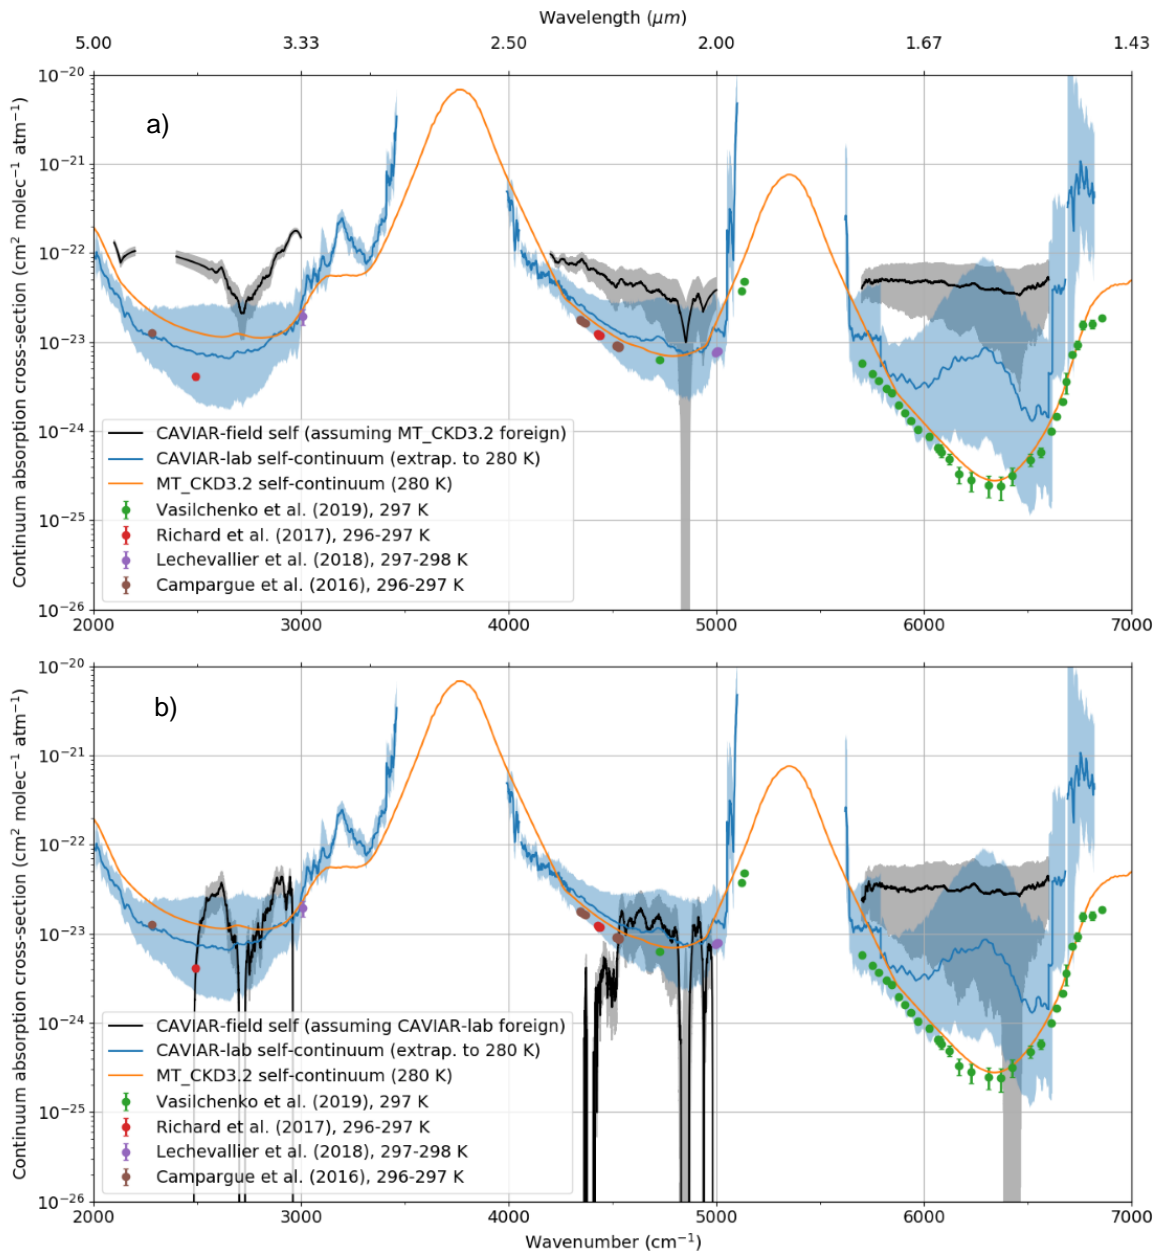 Wavelength (μm)
5.00 3.33 2.50 2.00 1.67 1.43
a)
Continuum absorption cross-section (cm² molec⁻¹ atm⁻¹)
10⁻²⁰
10⁻²¹
10⁻²²
10⁻²³
10⁻²⁴
10⁻²⁵
10⁻²⁶
CAVIAR-field self (assuming MT_CKD3.2 foreign)
CAVIAR-lab self-continuum (extrap. to 280 K)
MT_CKD3.2 self-continuum (280 K)
Vasilchenko et al. (2019), 297 K
Richard et al. (2017), 296-297 K
Lechevallier et al. (2018), 297-298 K
Campargue et al. (2016), 296-297 K
2000 3000 4000 5000 6000 7000
b)
Continuum absorption cross-section (cm² molec⁻¹ atm⁻¹)
10⁻²⁰
10⁻²¹
10⁻²²
10⁻²³
10⁻²⁴
10⁻²⁵
10⁻²⁶
CAVIAR-field self (assuming CAVIAR-lab foreign)
CAVIAR-lab self-continuum (extrap. to 280 K)
MT_CKD3.2 self-continuum (280 K)
Vasilchenko et al. (2019), 297 K
Richard et al. (2017), 296-297 K
Lechevallier et al. (2018), 297-298 K
Campargue et al. (2016), 296-297 K
2000 3000 4000 5000 6000 7000
Wavenumber (cm⁻¹)